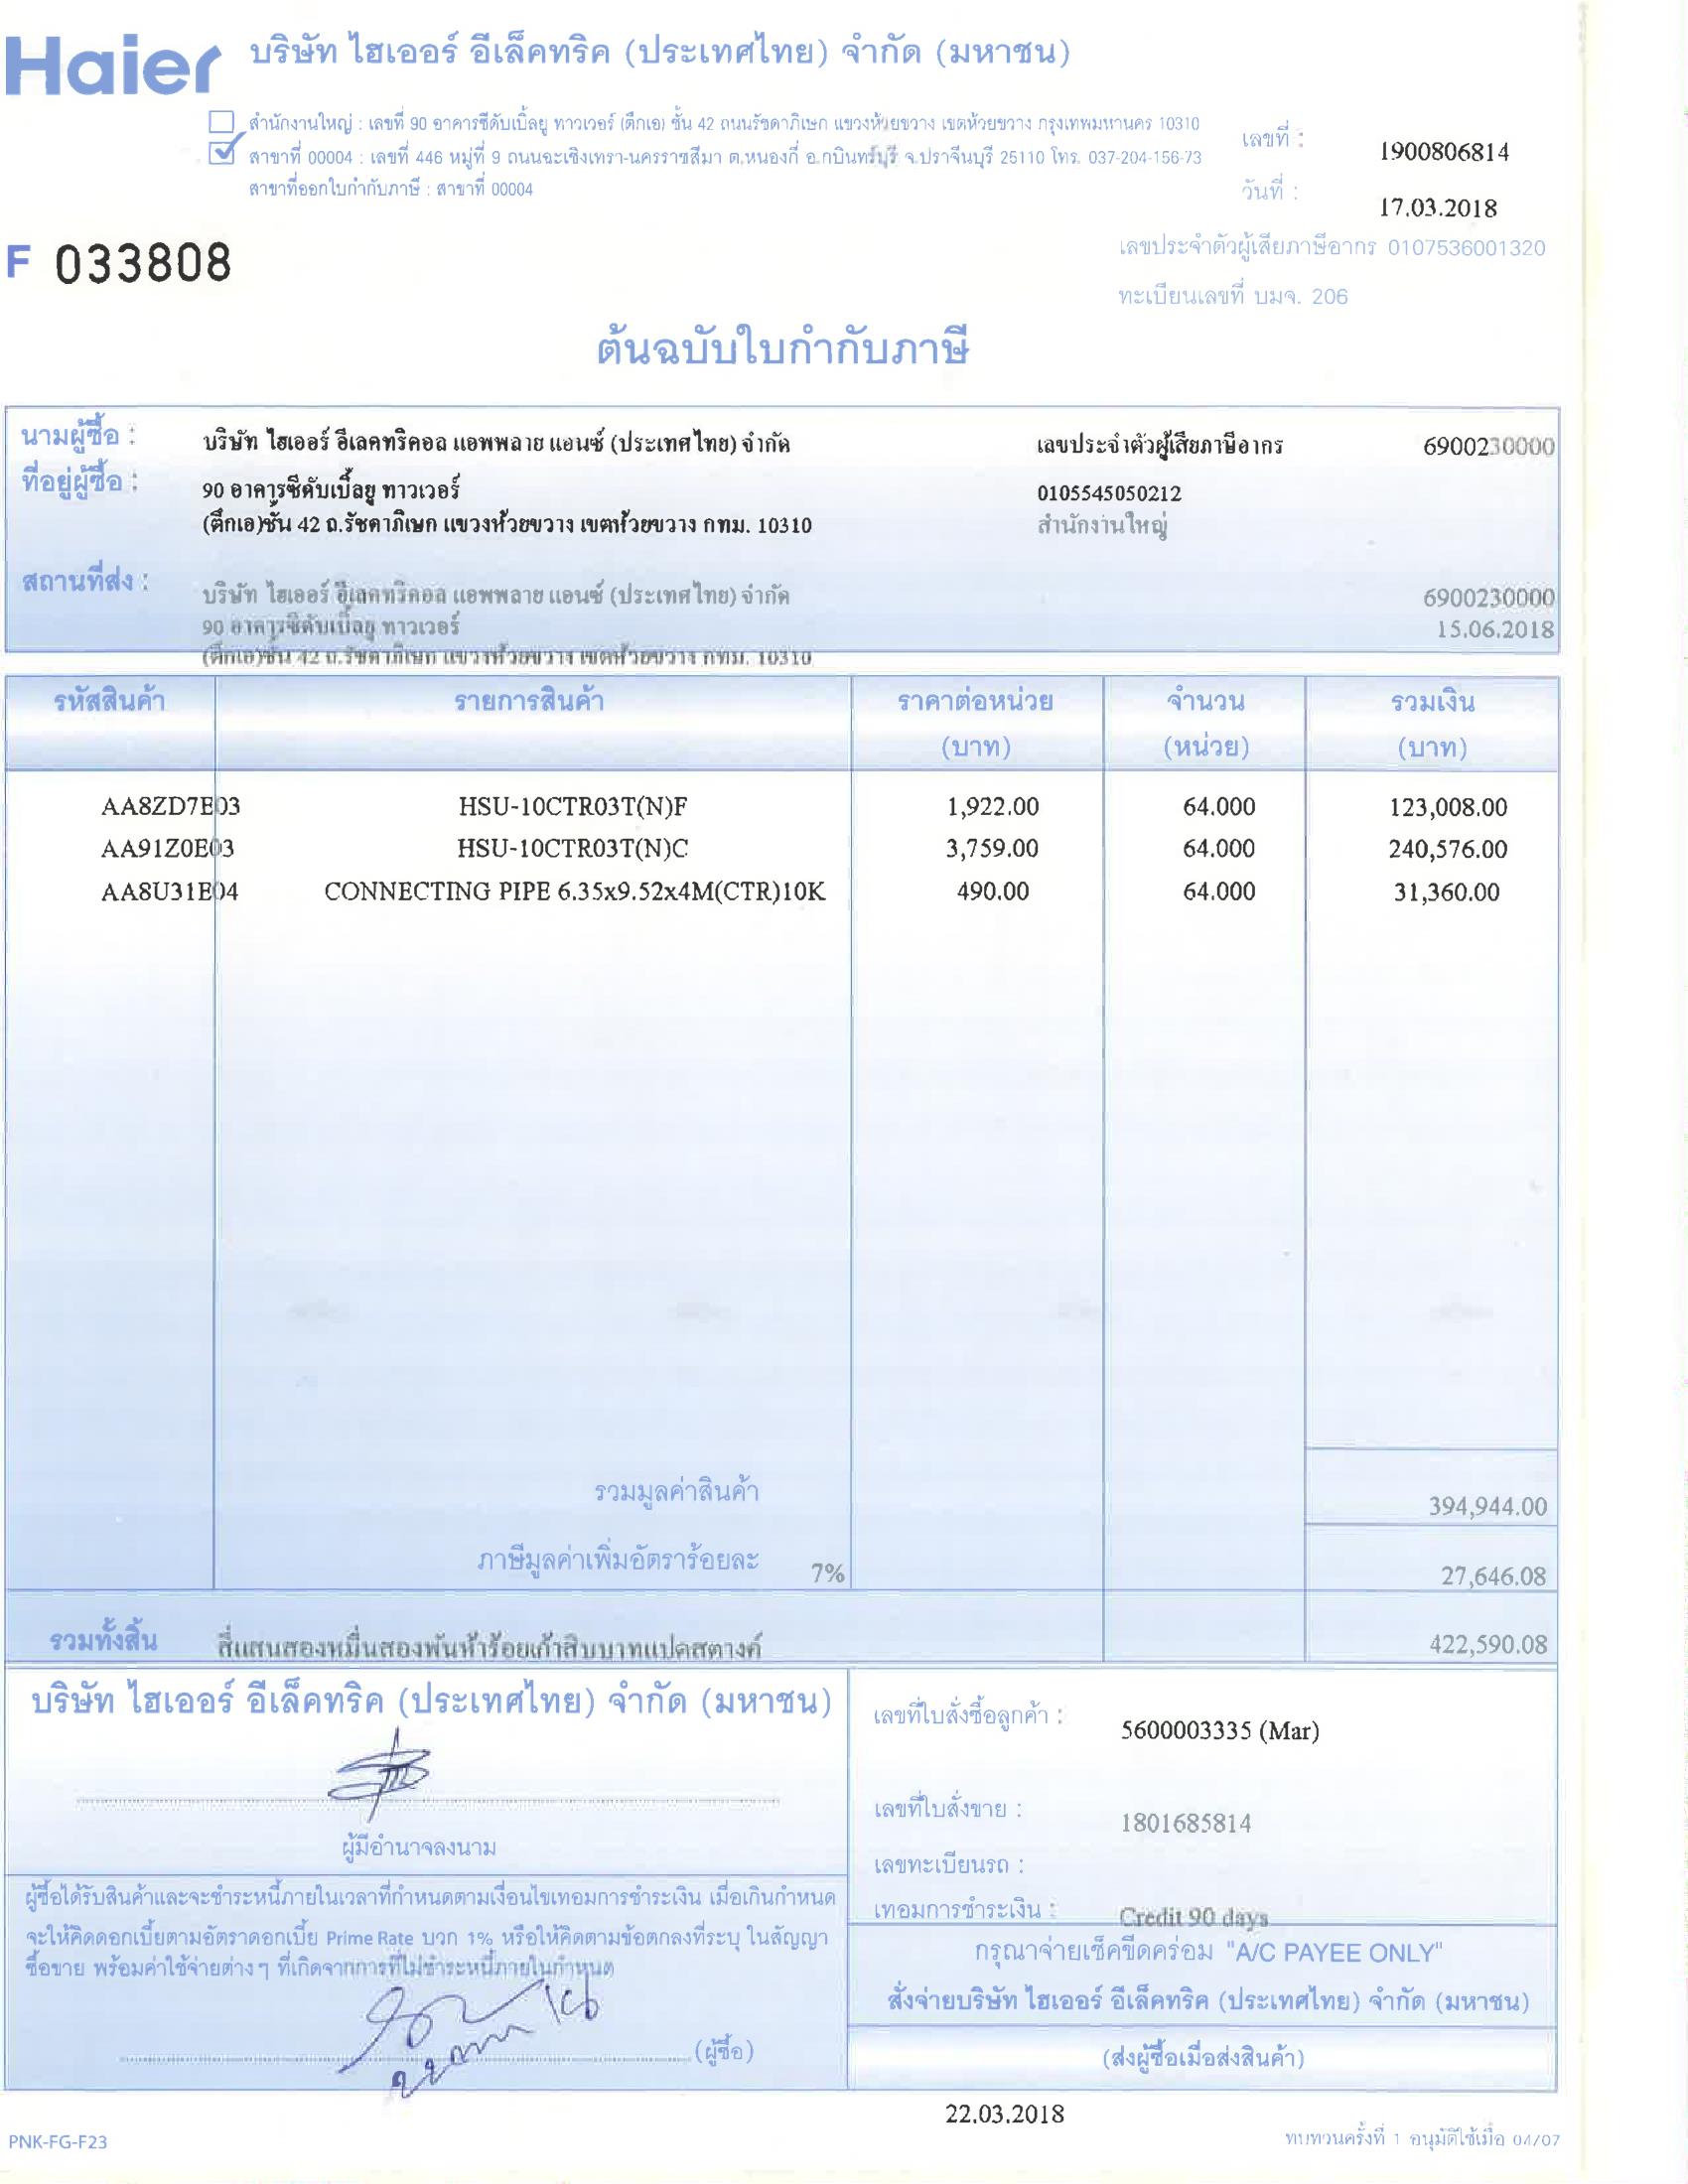 Haier บริษัท ไฮเออร์ อีเล็คทริค (ประเทศไทย) จำกัด (มหาชน)
สำนักงานใหญ่ : เลขที่ 90 อาคารซีดับเบิ้ลยู ทาวเวอร์ (ตึกเอ) ชั้น 42 ถนนรัชดาภิเษก แขวงห้วยขวาง เขตห้วยขวาง กรุงเทพมหานคร 10310
สาขาที่ 00004 : เลขที่ 446 หมู่ที่ 9 ถนนฉะเชิงเทรา-นครราชสีมา ต.หนองกี่ อ.กบินทร์บุรี จ.ปราจีนบุรี 25110 โทร. 037-204-156-73
สาขาที่ออกใบกำกับภาษี : สาขาที่ 00004
เลขที่ : 1900806814
วันที่ : 17.03.2018
F 033808
เลขประจำตัวผู้เสียภาษีอากร 0107536001320
ทะเบียนเลขที่ บมจ. 206
ต้นฉบับใบกำกับภาษี
นามผู้ซื้อ : บริษัท ไฮเออร์ อีเลคทริคอล แอพพลาย แอนซ์ (ประเทศไทย) จำกัด เลขประจำตัวผู้เสียภาษีอากร 6900230000
ที่อยู่ผู้ซื้อ : 90 อาคารซีดับเบิ้ลยู ทาวเวอร์ 0105545050212
(ตึกเอ)ชั้น 42 ถ.รัชดาภิเษก แขวงห้วยขวาง เขตห้วยขวาง กทม. 10310 สำนักงานใหญ่
สถานที่ส่ง : บริษัท ไฮเออร์ อีเลคทริคอล แอพพลาย แอนซ์ (ประเทศไทย) จำกัด 6900230000
90 อาคารซีดับเบิ้ลยู ทาวเวอร์ 15.06.2018
(ตึกเอ)ชั้น 42 ถ.รัชดาภิเษก แขวงห้วยขวาง เขตห้วยขวาง กทม. 10310
รหัสสินค้า รายการสินค้า ราคาต่อหน่วย จำนวน รวมเงิน
(บาท) (หน่วย) (บาท)
AA8ZD7E03 HSU-10CTR03T(N)F 1,922.00 64.000 123,008.00
AA91Z0E03 HSU-10CTR03T(N)C 3,759.00 64.000 240,576.00
AA8U31E04 CONNECTING PIPE 6.35x9.52x4M(CTR)10K 490.00 64.000 31,360.00
รวมมูลค่าสินค้า 394,944.00
ภาษีมูลค่าเพิ่มอัตราร้อยละ 7% 27,646.08
รวมทั้งสิ้น สี่แสนสองหมื่นสองพันห้าร้อยเก้าสิบบาทแปดสตางค์ 422,590.08
บริษัท ไฮเออร์ อีเล็คทริค (ประเทศไทย) จำกัด (มหาชน)
ผู้มีอำนาจลงนาม
เลขที่ใบสั่งซื้อลูกค้า : 5600003335 (Mar)
เลขที่ใบสั่งขาย : 1801685814
เลขทะเบียนรถ :
เทอมการชำระเงิน : Credit 90 days
ผู้ซื้อได้รับสินค้าและจะชำระหนี้ภายในเวลาที่กำหนดตามเงื่อนไขเทอมการชำระเงิน เมื่อเกินกำหนด
จะให้คิดดอกเบี้ยตามอัตราดอกเบี้ย Prime Rate บวก 1% หรือให้คิดตามข้อตกลงที่ระบุ ในสัญญา
ซื้อขาย พร้อมค่าใช้จ่ายต่างๆ ที่เกิดจากการที่ไม่ชำระหนี้ภายในกำหนด
(ผู้ซื้อ)
กรุณาจ่ายเช็คขีดคร่อม "A/C PAYEE ONLY"
สั่งจ่ายบริษัท ไฮเออร์ อีเล็คทริค (ประเทศไทย) จำกัด (มหาชน)
(ส่งผู้ซื้อเมื่อส่งสินค้า)
22.03.2018
PNK-FG-F23 ทบทวนครั้งที่ 1 อนุมัติใช้เมื่อ 04/07